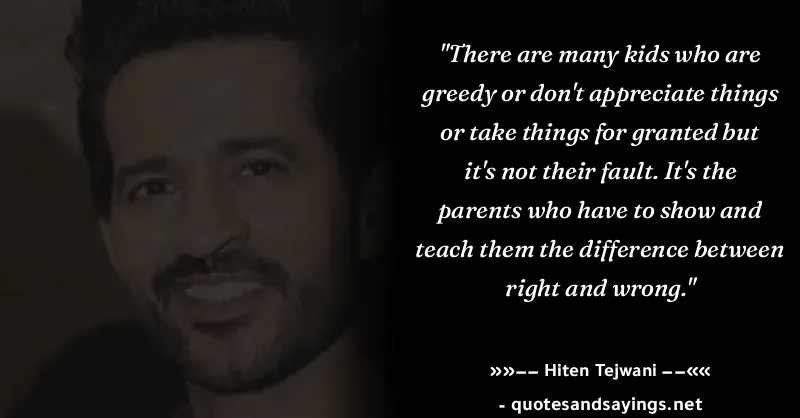 "There are many kids who are
greedy or don't appreciate things
or take things for granted but
it's not their fault. It's the
parents who have to show and
teach them the difference between
right and wrong."
»»−− Hiten Tejwani −−««
- quotesandsayings.net